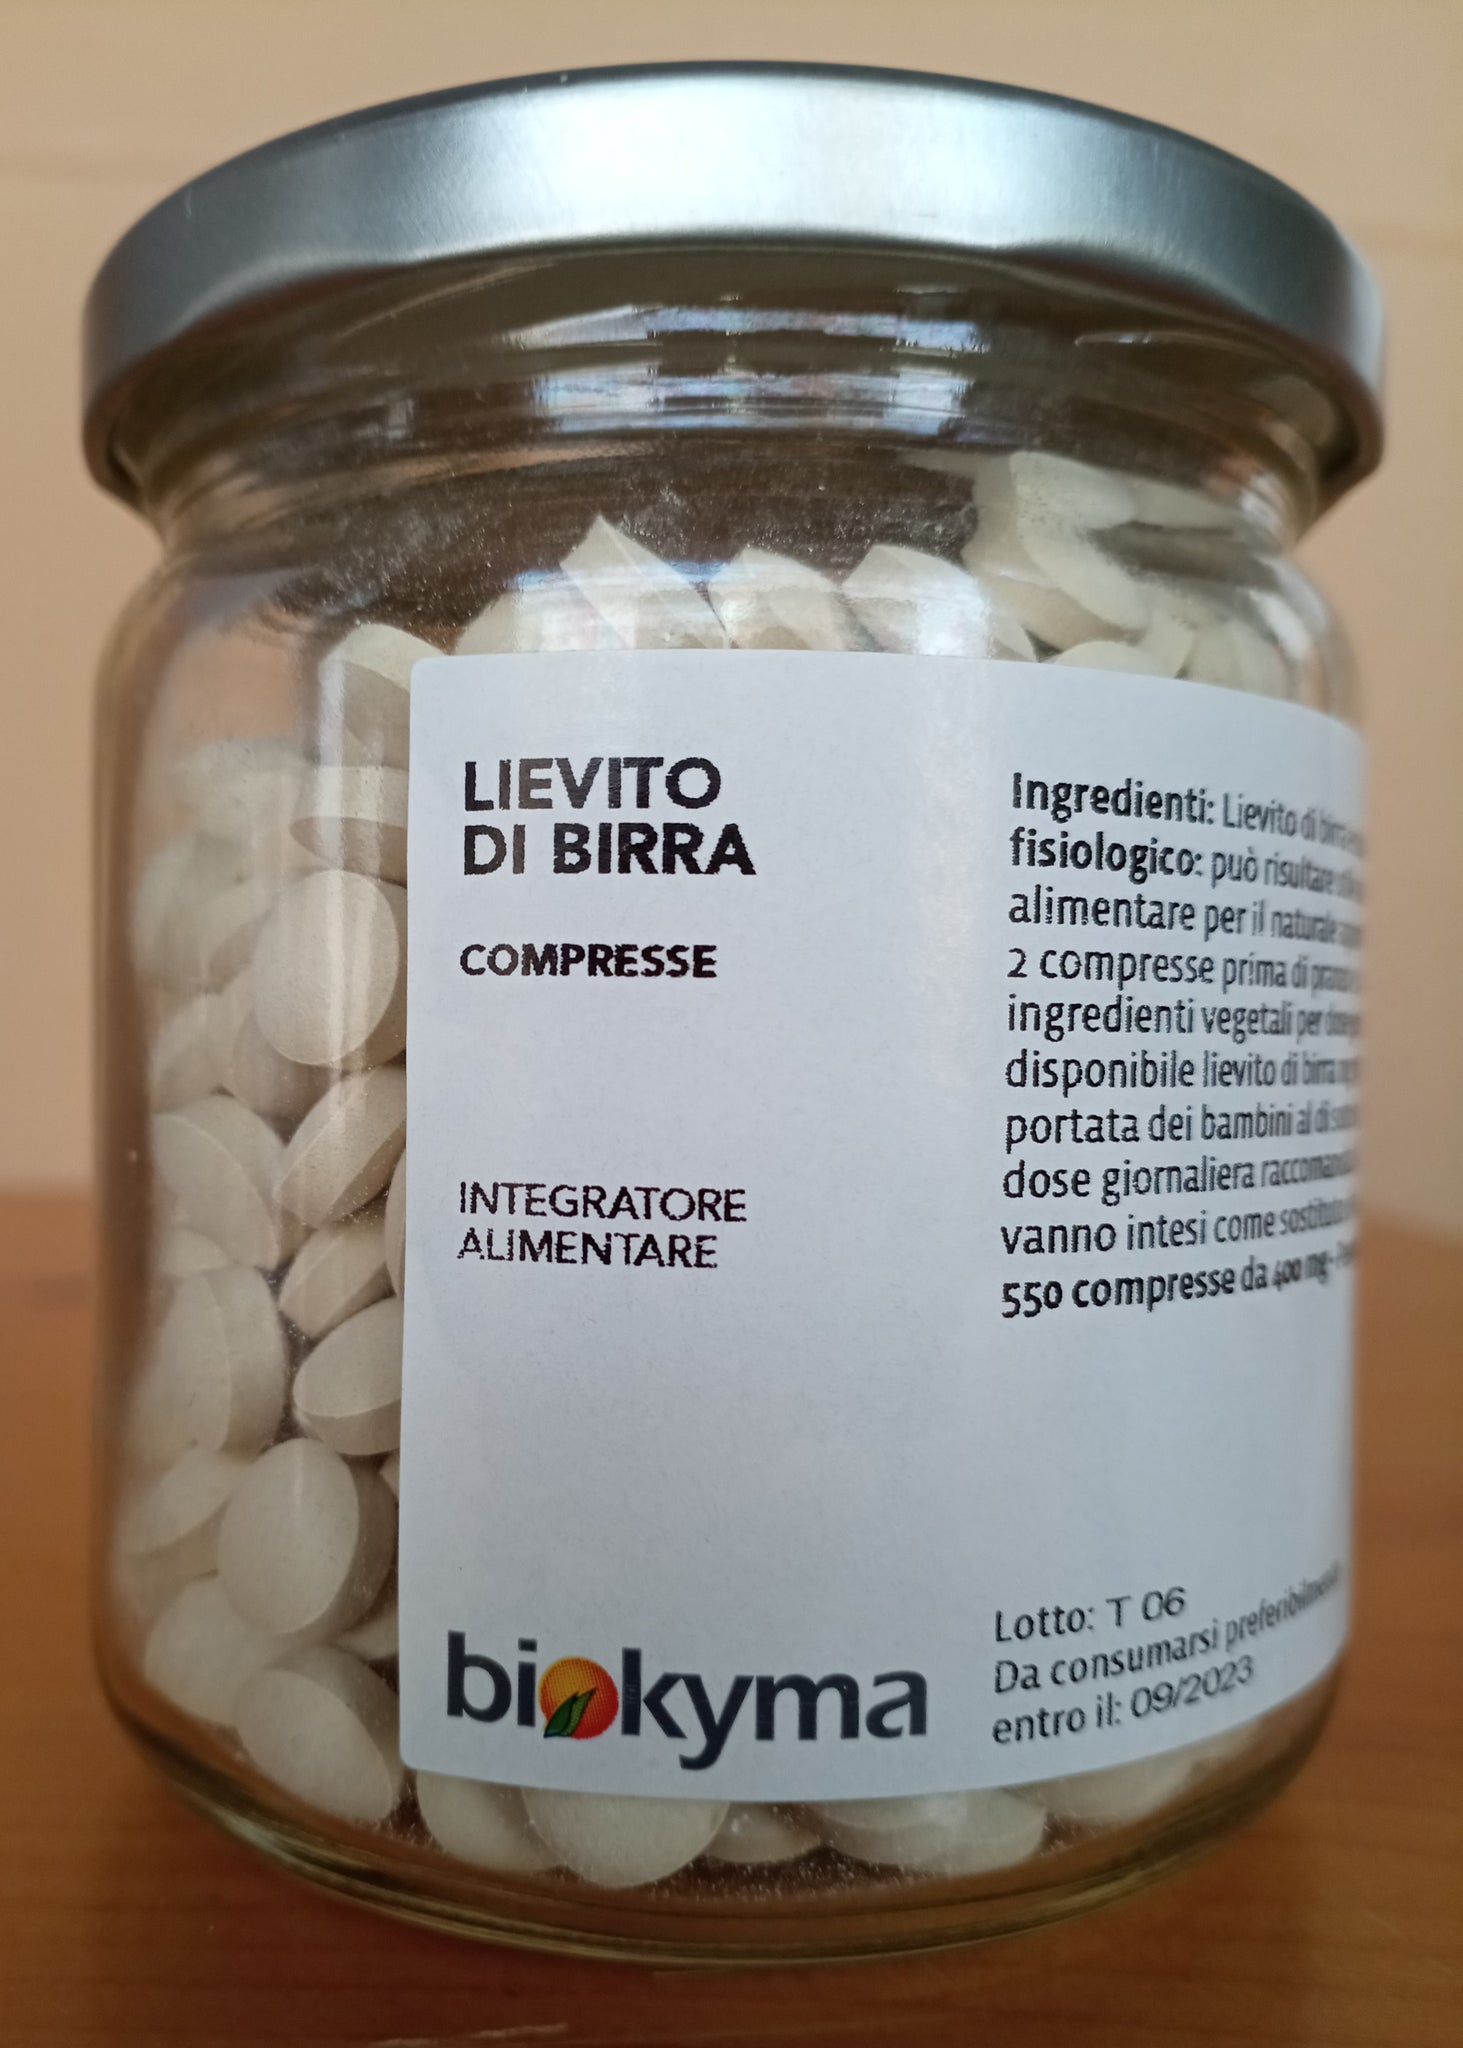 LIEVITO
DI BIRRA
COMPRESSE
INTEGRATORE
ALIMENTARE
biokyma
Ingredienti: Lievito di birra
fisiologico: può risultare
alimentare per il naturale
2 compresse prima di
ingredienti vegetali per
disponibile lievito di birra
portata dei bambini al di
dose giornaliera
vanno intesi come
550 compresse da 400 mg-
Lotto: T 06
Da consumarsi preferibilmente
entro il: 09/2023